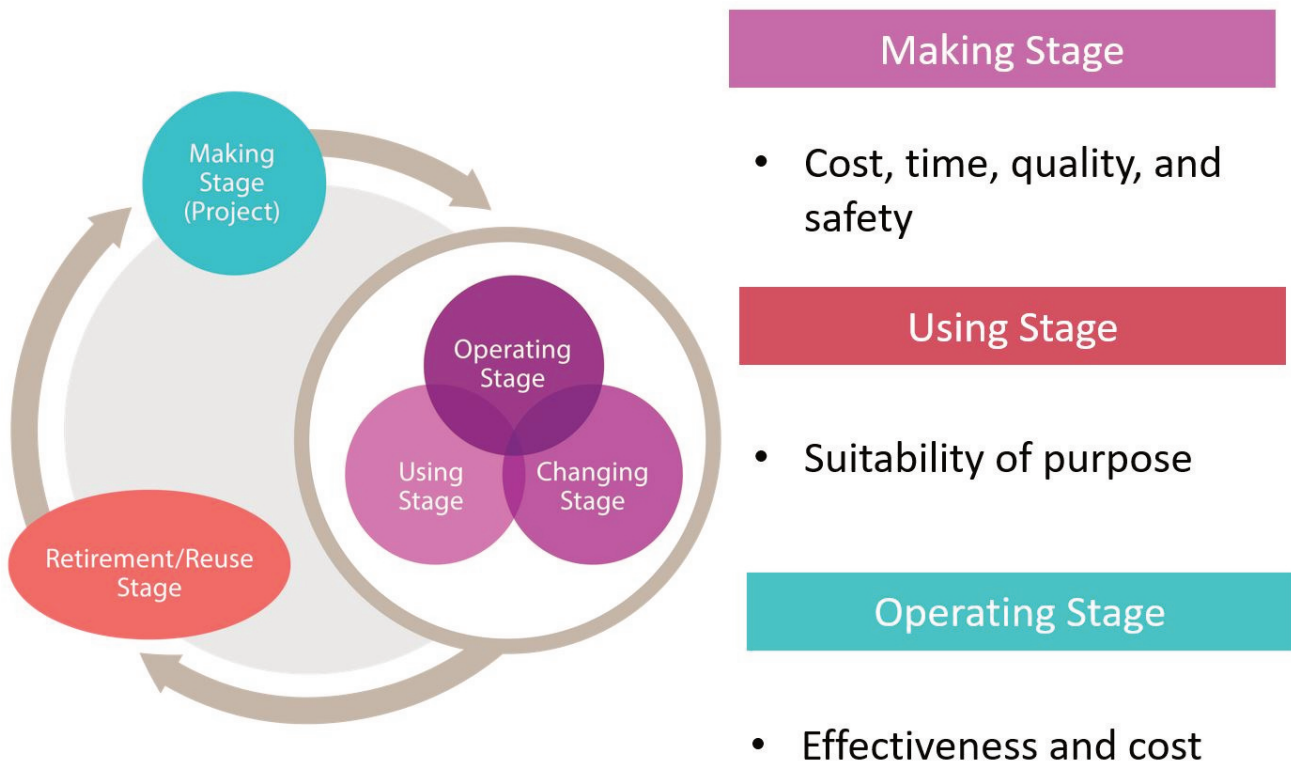 Making
Stage
(Project)
Operating
Stage
Using
Stage
Changing
Stage
Retirement/Reuse
Stage
Making Stage
• Cost, time, quality, and
safety
Using Stage
• Suitability of purpose
Operating Stage
• Effectiveness and cost